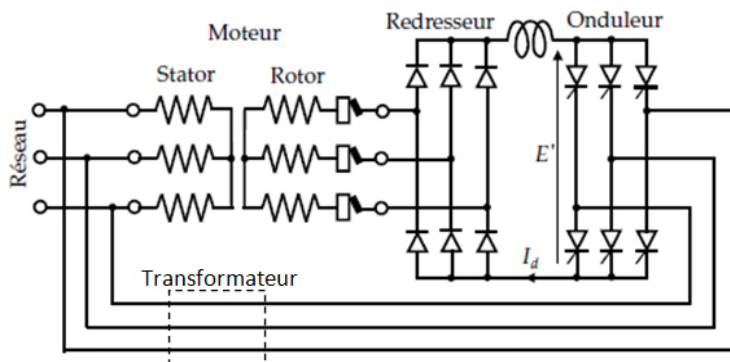 Redresseur
Onduleur
Moteur
Stator
Rotor
Réseau
E'
I_d
Transformateur